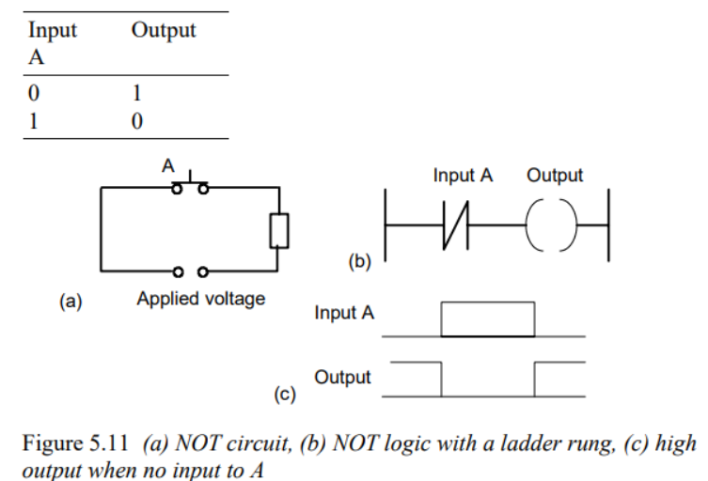 Input Output
A
0 1
1 0
A
Input A Output
(b)
(a) Applied voltage
Input A
Output
(c)
Figure 5.11 (a) NOT circuit, (b) NOT logic with a ladder rung, (c) high
output when no input to A